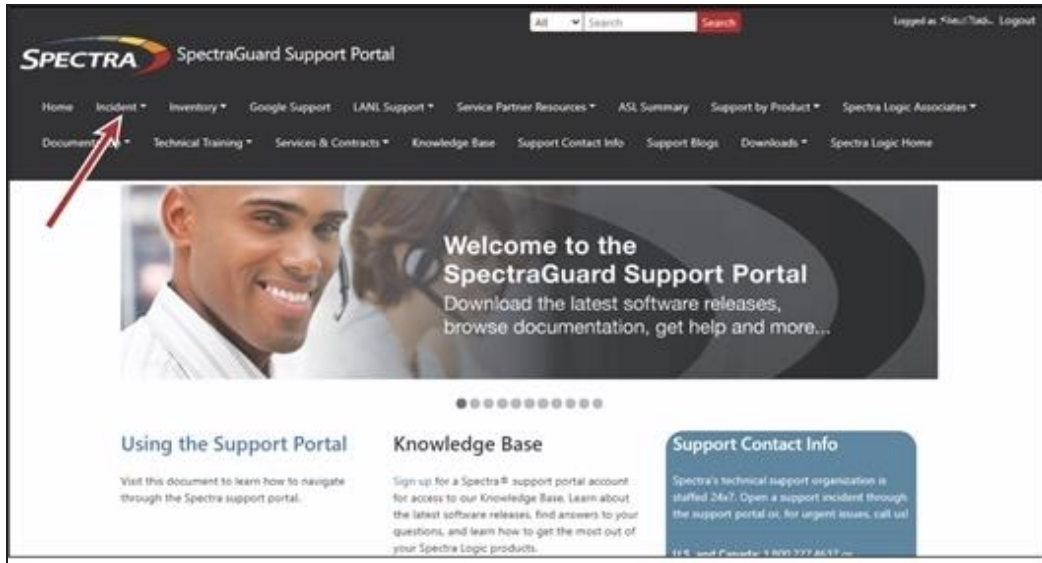 All Search Search Logged as Logout
SPECTRA SpectraGuard Support Portal
Home Incident Inventory Google Support LANL Support Service Partner Resources ASL Summary Support by Product Spectra Logic Associates
Technical Training Services & Contracts Knowledge Base Support Contact Info Support Blogs Downloads Spectra Logic Home
Welcome to the
SpectraGuard Support Portal
Download the latest software releases,
browse documentation, get help and more...
Using the Support Portal
Visit this document to learn how to navigate
through the Spectra support portal.
Knowledge Base
Sign up for a Spectra® support portal account
for access to our Knowledge Base. Learn about
the latest software releases, find answers to your
questions, and learn how to get the most out of
your Spectra Logic products.
Support Contact Info
Spectra's technical support organization is
staffed 24x7. Open a support incident through
the support portal or, for urgent issues, call us!
U.S. and Canada: